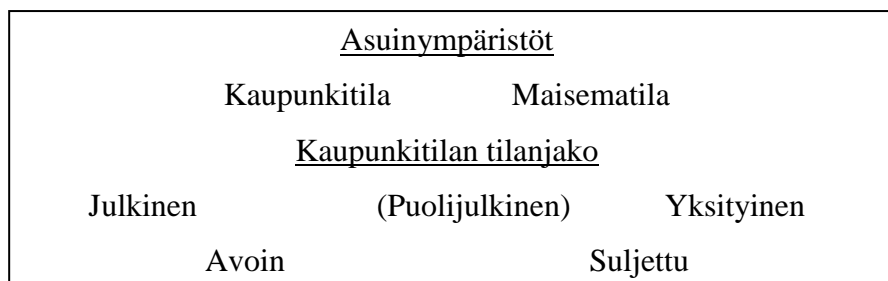 Asuinympäristöt
Kaupunkitila Maisematila
Kaupunkitilan tilanjako
Julkinen (Puolijulkinen) Yksityinen
Avoin Suljettu